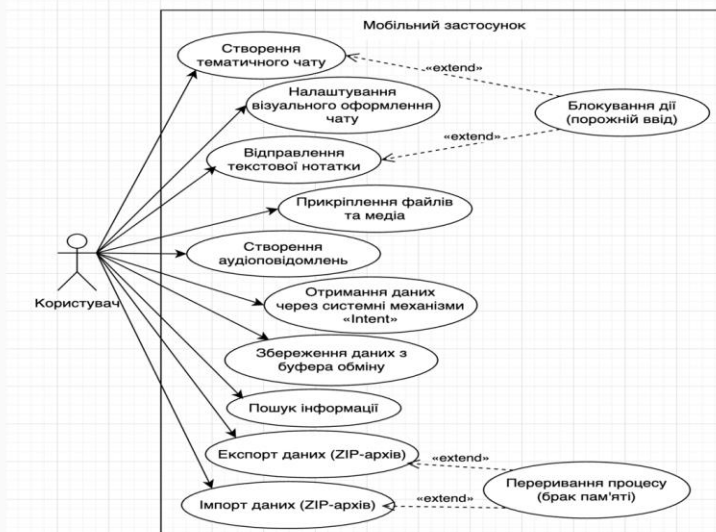 Мобільний застосунок
Створення
тематичного чату
«extend»
Налаштування
візуального оформлення
чату
Блокування дії
(порожній ввід)
«extend»
Відправлення
текстової нотатки
Прикріплення файлів
та медіа
Створення
аудіоповідомлень
Користувач
Отримання даних
через системні механізми
«Intent»
Збереження даних з
буфера обміну
Пошук інформації
Експорт даних (ZIP-архів)
«extend»
Переривання процесу
(брак пам'яті)
«extend»
Імпорт даних (ZIP-архів)